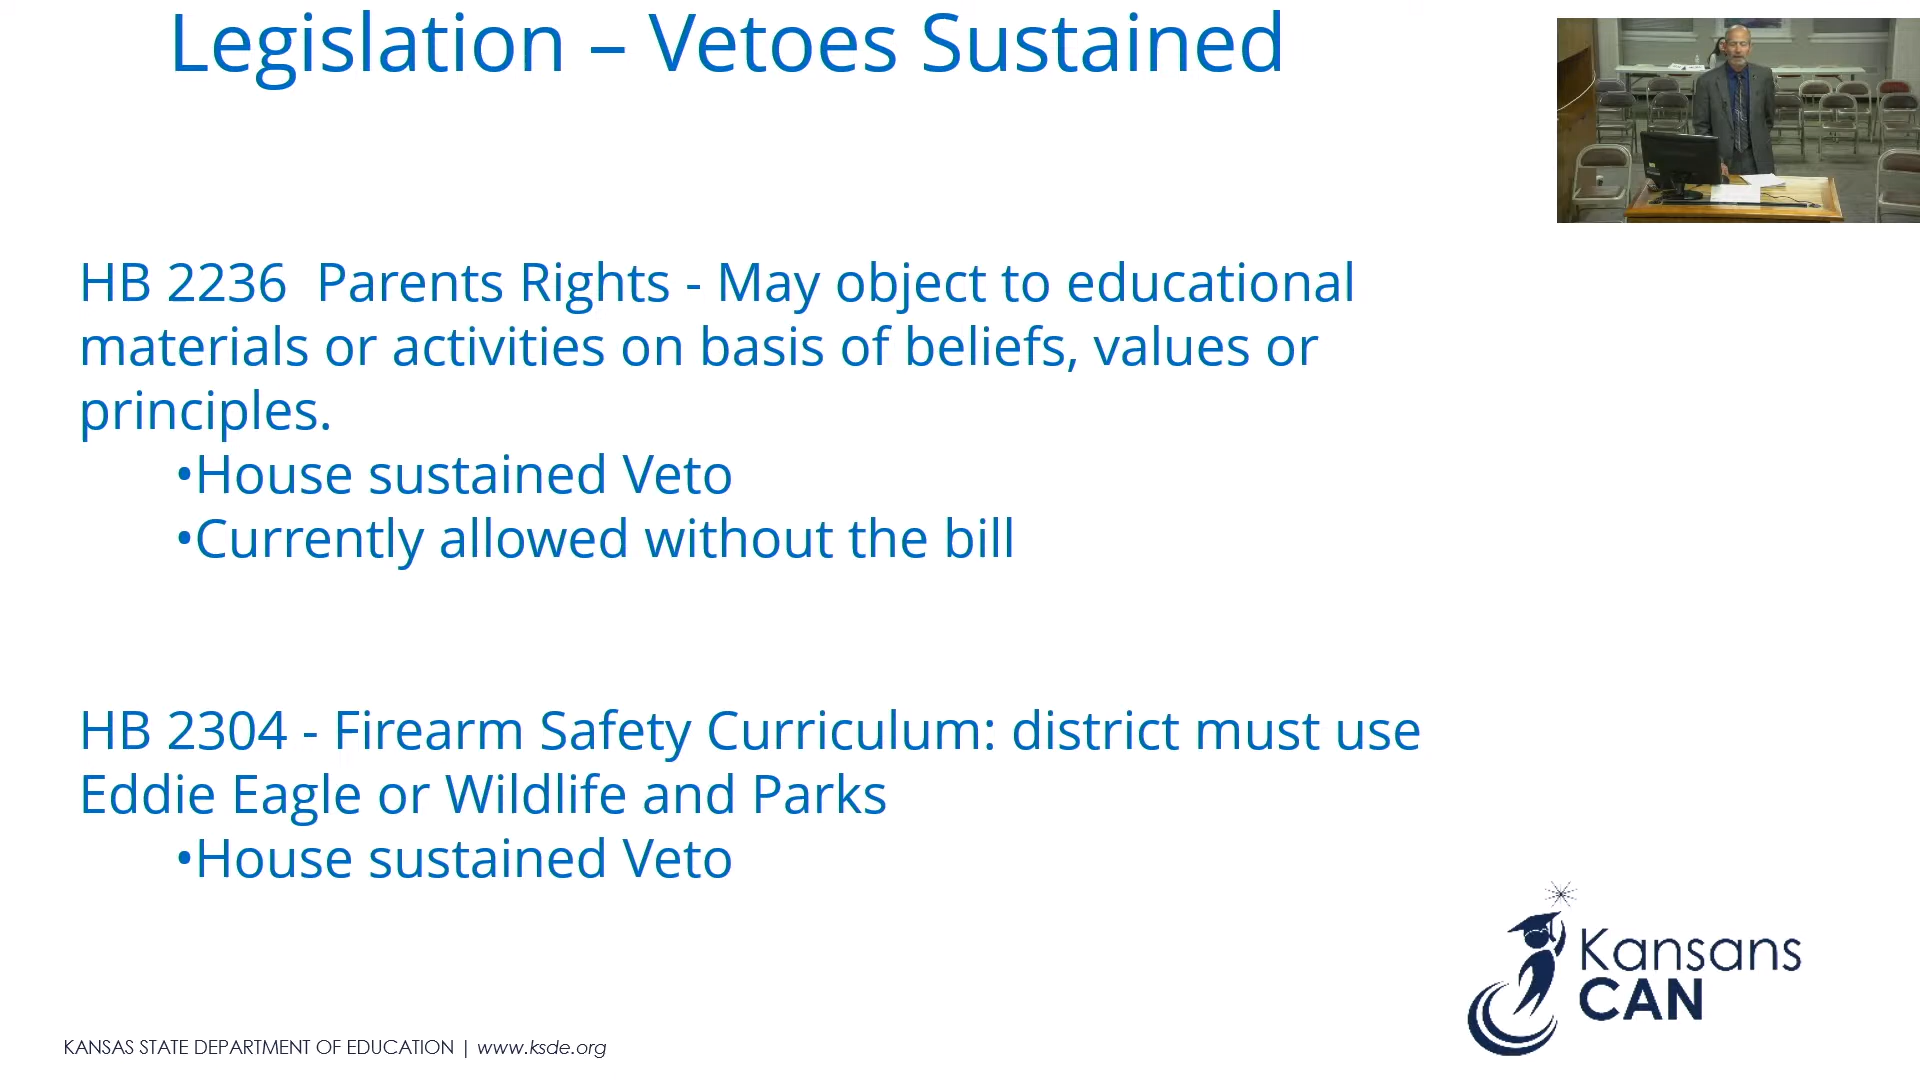 Legislation – Vetoes Sustained
HB 2236  Parents Rights - May object to educational
materials or activities on basis of beliefs, values or
principles.
•House sustained Veto
•Currently allowed without the bill
HB 2304 - Firearm Safety Curriculum: district must use
Eddie Eagle or Wildlife and Parks
•House sustained Veto
Kansans
CAN
KANSAS STATE DEPARTMENT OF EDUCATION | www.ksde.org